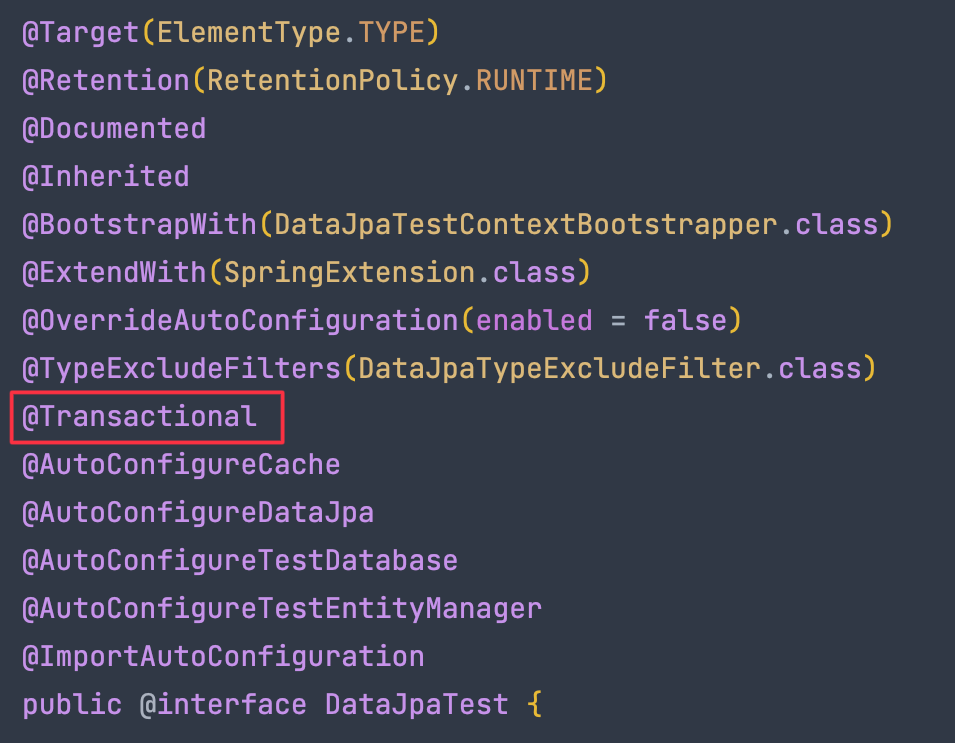 @Target(ElementType.TYPE)
@Retention(RetentionPolicy.RUNTIME)
@Documented
@Inherited
@BootstrapWith(DataJpaTestContextBootstrapper.class)
@ExtendWith(SpringExtension.class)
@OverrideAutoConfiguration(enabled = false)
@TypeExcludeFilters(DataJpaTypeExcludeFilter.class)
@Transactional
@AutoConfigureCache
@AutoConfigureDataJpa
@AutoConfigureTestDatabase
@AutoConfigureTestEntityManager
@ImportAutoConfiguration
public @interface DataJpaTest {